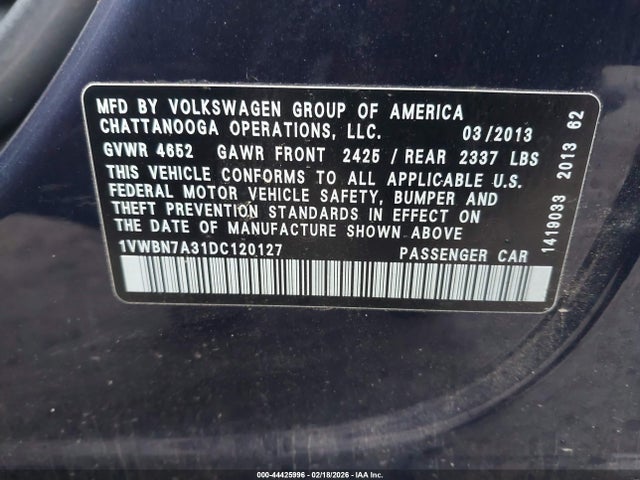 MFD BY VOLKSWAGEN GROUP OF AMERICA
CHATTANOOGA OPERATIONS, LLC. 03/2013
GVWR 4652 GAWR FRONT 2425 / REAR 2337 LBS
THIS VEHICLE CONFORMS TO ALL APPLICABLE U.S.
FEDERAL MOTOR VEHICLE SAFETY, BUMPER AND
THEFT PREVENTION STANDARDS IN EFFECT ON
THE DATE OF MANUFACTURE SHOWN ABOVE
1VWBN7A31DC120127 PASSENGER CAR
1419033 2013 62
000-44425996 - 02/18/2026 - IAA Inc.